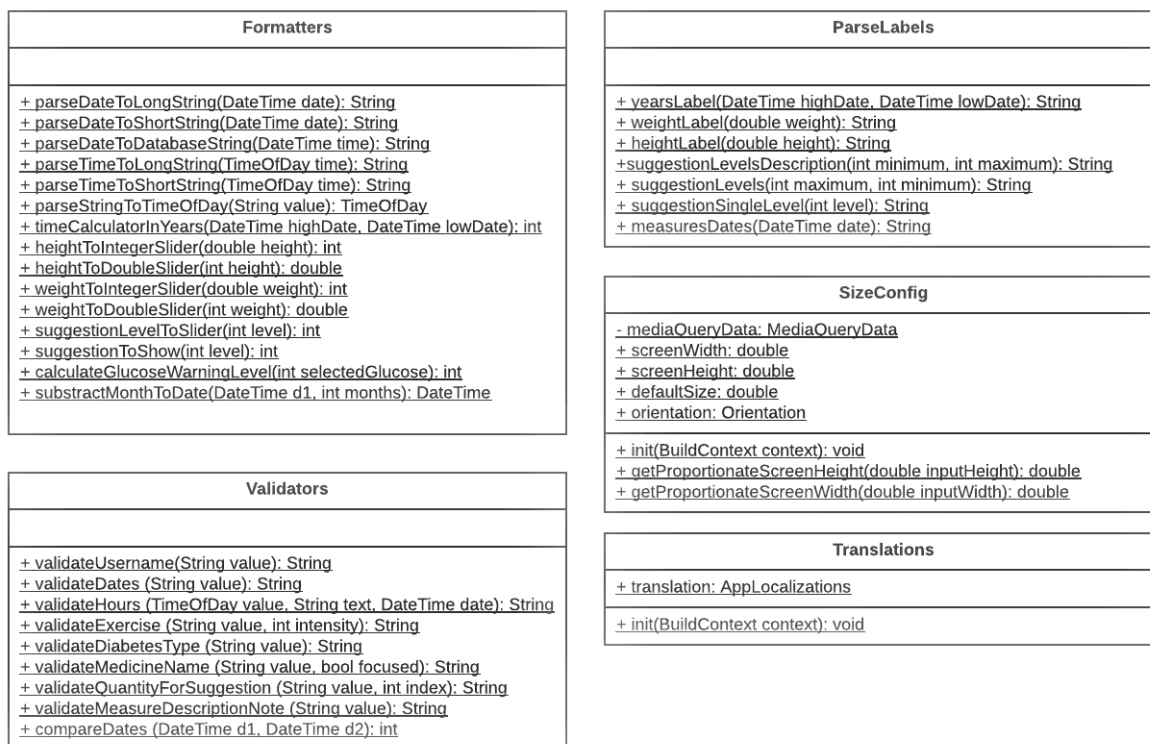 Formatters
+ parseDateToLongString(DateTime date): String
+ parseDateToShortString(DateTime date): String
+ parseDateToDatabaseString(DateTime time): String
+ parseTimeToLongString(TimeOfDay time): String
+ parseTimeToShortString(TimeOfDay time): String
+ parseStringToTimeOfDay(String value): TimeOfDay
+ timeCalculatorInYears(DateTime highDate, DateTime lowDate): int
+ heightToIntegerSlider(double height): int
+ heightToDoubleSlider(int height): double
+ weightToIntegerSlider(double weight): int
+ weightToDoubleSlider(int weight): double
+ suggestionLevelToSlider(int level): int
+ suggestionToShow(int level): int
+ calculateGlucoseWarningLevel(int selectedGlucose): int
+ substractMonthToDate(DateTime d1, int months): DateTime
Validators
+ validateUsername(String value): String
+ validateDates (String value): String
+ validateHours (TimeOfDay value, String text, DateTime date): String
+ validateExercise (String value, int intensity): String
+ validateDiabetesType (String value): String
+ validateMedicineName (String value, bool focused): String
+ validateQuantityForSuggestion (String value, int index): String
+ validateMeasureDescriptionNote (String value): String
+ compareDates (DateTime d1, DateTime d2): int
ParseLabels
+ yearsLabel(DateTime highDate, DateTime lowDate): String
+ weightLabel(double weight): String
+ heightLabel(double height): String
+suggestionLevelsDescription(int minimum, int maximum): String
+ suggestionLevels(int maximum, int minimum): String
+ suggestionSingleLevel(int level): String
+ measuresDates(DateTime date): String
SizeConfig
- mediaQueryData: MediaQueryData
+ screenWidth: double
+ screenHeight: double
+ defaultSize: double
+ orientation: Orientation
+ init(BuildContext context): void
+ getProportionateScreenHeight(double inputHeight): double
+ getProportionateScreenWidth(double inputWidth): double
Translations
+ translation: AppLocalizations
+ init(BuildContext context): void